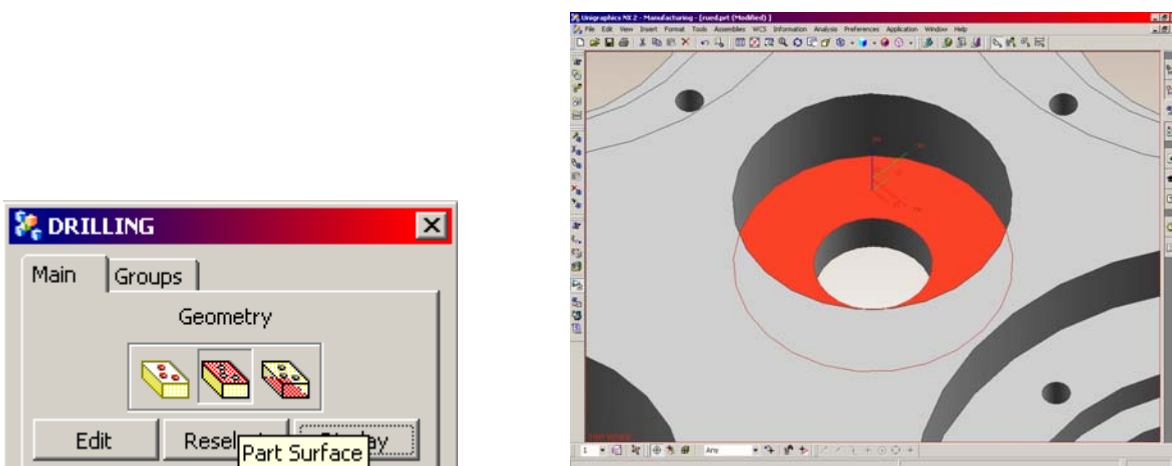 DRILLING
Main Groups
Geometry
Edit
Part Surface
Unigraphics NX 2 - Manufacturing - [rued.prt (Modified) ]
File Edit View Insert Format Tools Assemblies WCS Information Analysis Preferences Application Window Help
1 Any